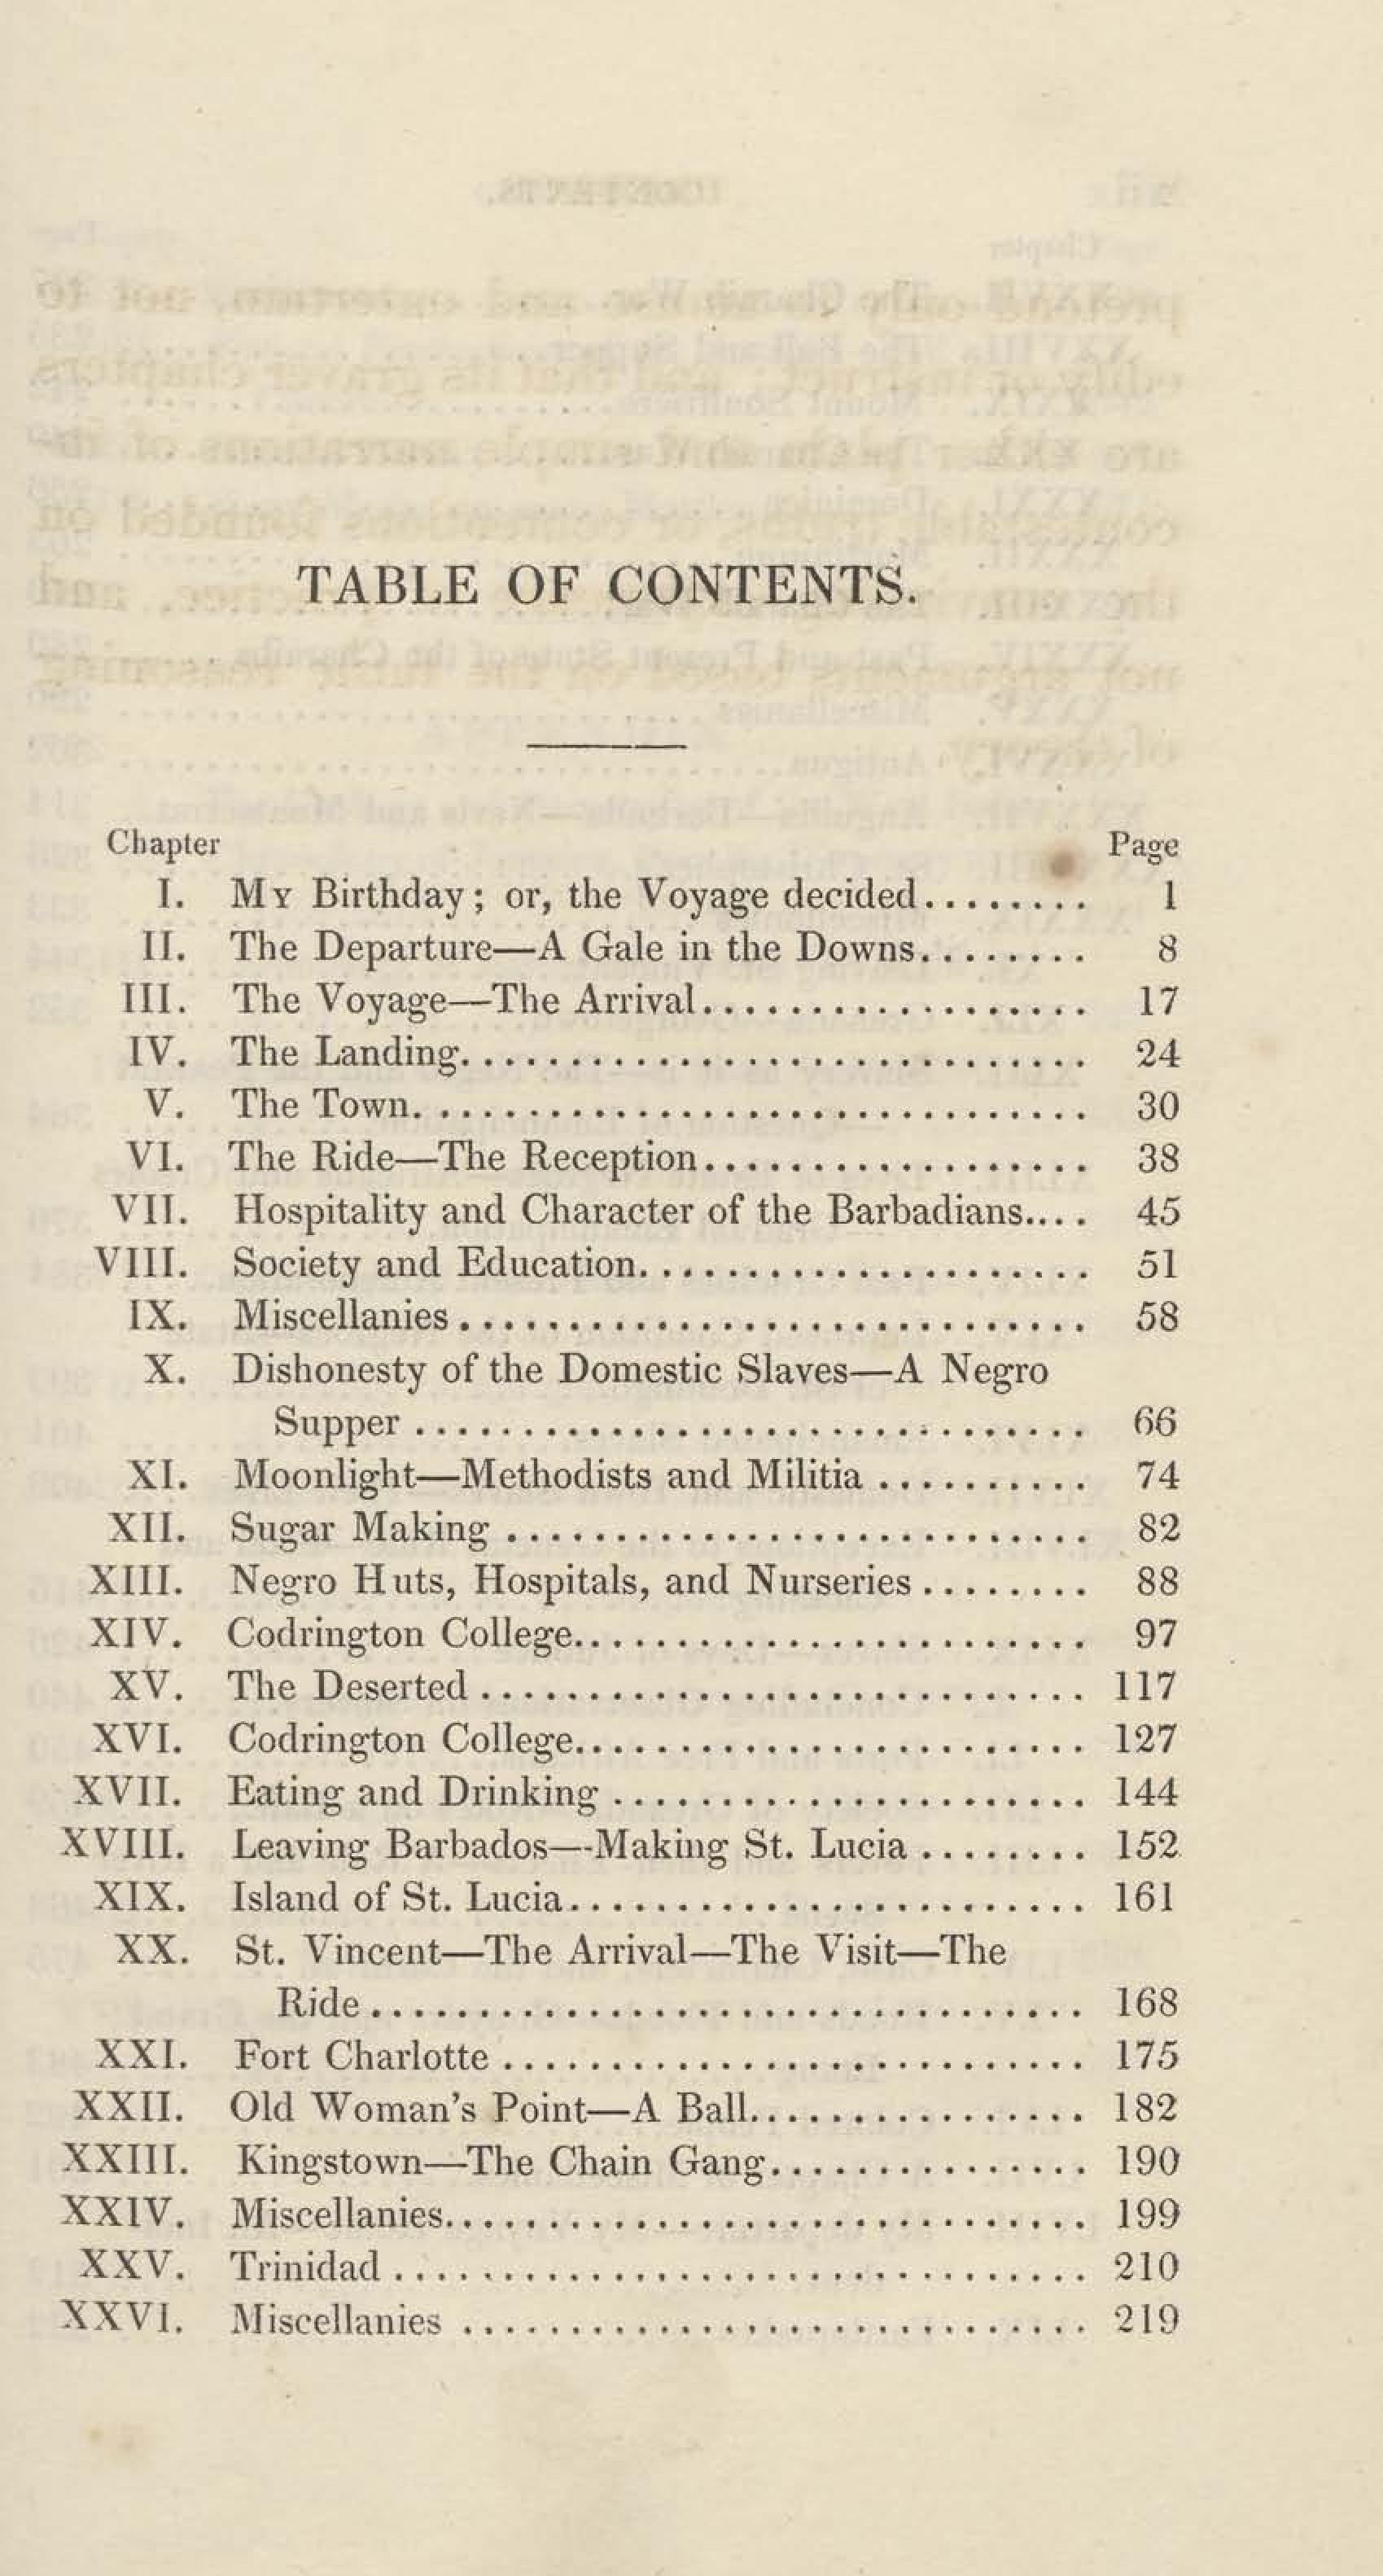 TABLE OF CONTENTS.
Chapter Page
I. MY Birthday; or, the Voyage decided........ 1
II. The Departure—A Gale in the Downs........ 8
III. The Voyage—The Arrival.................. 17
IV. The Landing............................. 24
V. The Town................................ 30
VI. The Ride—The Reception.................. 38
VII. Hospitality and Character of the Barbadians.... 45
VIII. Society and Education..................... 51
IX. Miscellanies............................. 58
X. Dishonesty of the Domestic Slaves—A Negro
Supper ............................... 66
XI. Moonlight—Methodists and Militia .......... 74
XII. Sugar Making ........................... 82
XIII. Negro Huts, Hospitals, and Nurseries ........ 88
XIV. Codrington College........................ 97
XV. The Deserted ............................ 117
XVI. Codrington College........................ 127
XVII. Eating and Drinking ...................... 144
XVIII. Leaving Barbados—Making St. Lucia ........ 152
XIX. Island of St. Lucia........................ 161
XX. St. Vincent—The Arrival—The Visit—The
Ride................................. 168
XXI. Fort Charlotte ........................... 175
XXII. Old Woman's Point—A Ball................ 182
XXIII. Kingstown—The Chain Gang............... 190
XXIV. Miscellanies.............................. 199
XXV. Trinidad ................................ 210
XXVI. Miscellanies ............................. 219